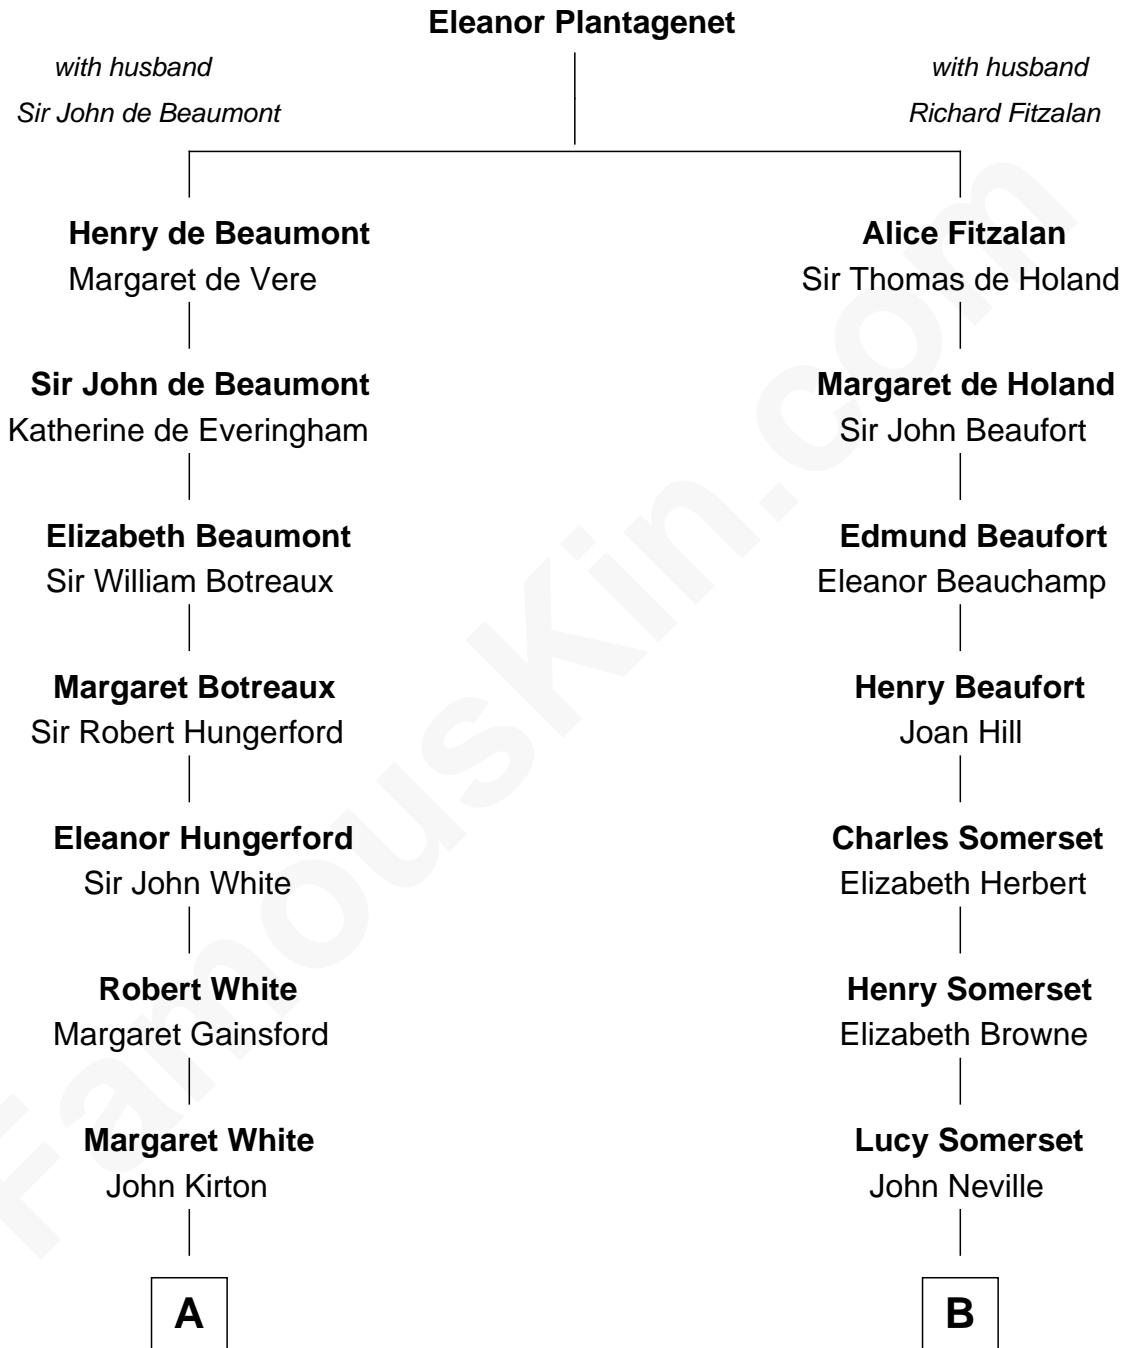 Eleanor Plantagenet
with husband
Sir John de Beaumont
with husband
Richard Fitzalan
Henry de Beaumont
Margaret de Vere
Alice Fitzalan
Sir Thomas de Holand
Sir John de Beaumont
Katherine de Everingham
Margaret de Holand
Sir John Beaufort
Elizabeth Beaumont
Sir William Botreaux
Edmund Beaufort
Eleanor Beauchamp
Margaret Botreaux
Sir Robert Hungerford
Henry Beaufort
Joan Hill
Eleanor Hungerford
Sir John White
Charles Somerset
Elizabeth Herbert
Robert White
Margaret Gainsford
Henry Somerset
Elizabeth Browne
Margaret White
John Kirton
Lucy Somerset
John Neville
A
B
FamousKin.com